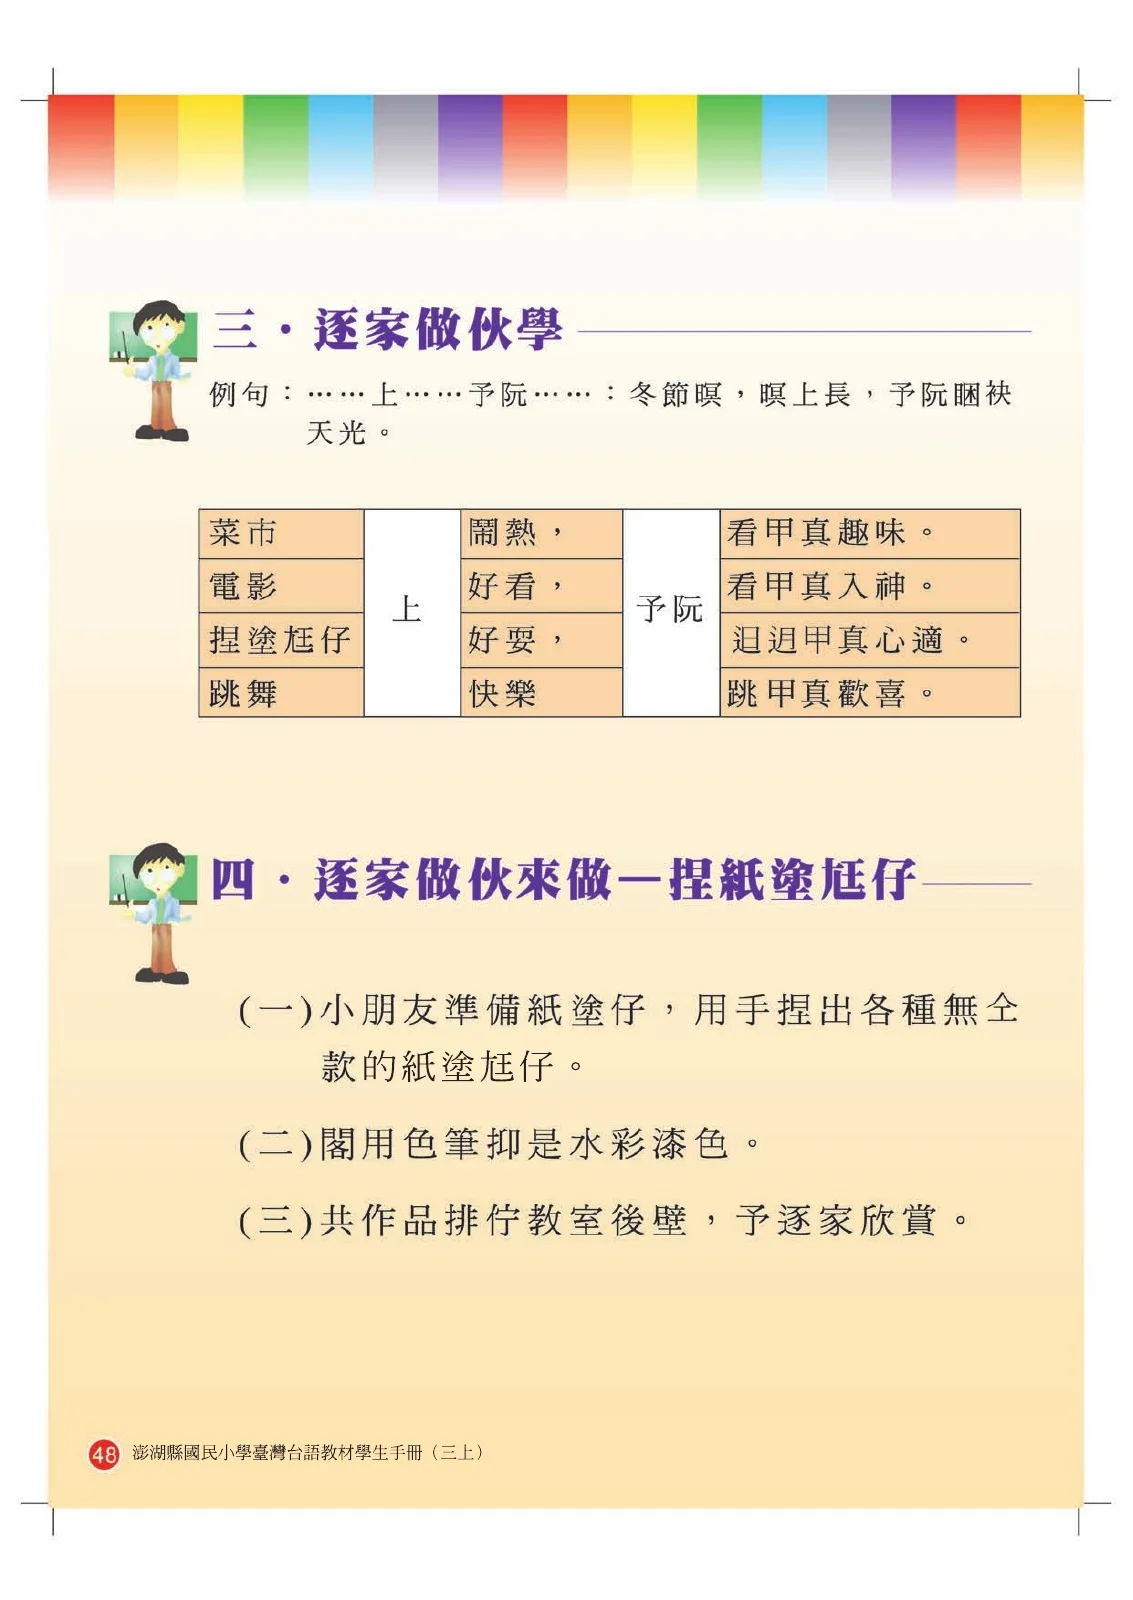 三·逐家做伙學
例句：……上……予阮……：冬節暝，暝上長，予阮睏袂
天光。
菜市 上 鬧熱， 予阮 看甲真趣味。
電影 好看， 看甲真入神。
捏塗尪仔 好耍， 𨑨迌甲真心適。
跳舞 快樂 跳甲真歡喜。
四·逐家做伙來做—捏紙塗尪仔
(一)小朋友準備紙塗仔，用手捏出各種無仝
款的紙塗尪仔。
(二)閣用色筆抑是水彩漆色。
(三)共作品排佇教室後壁，予逐家欣賞。
48 澎湖縣國民小學臺灣台語教材學生手冊（三上）